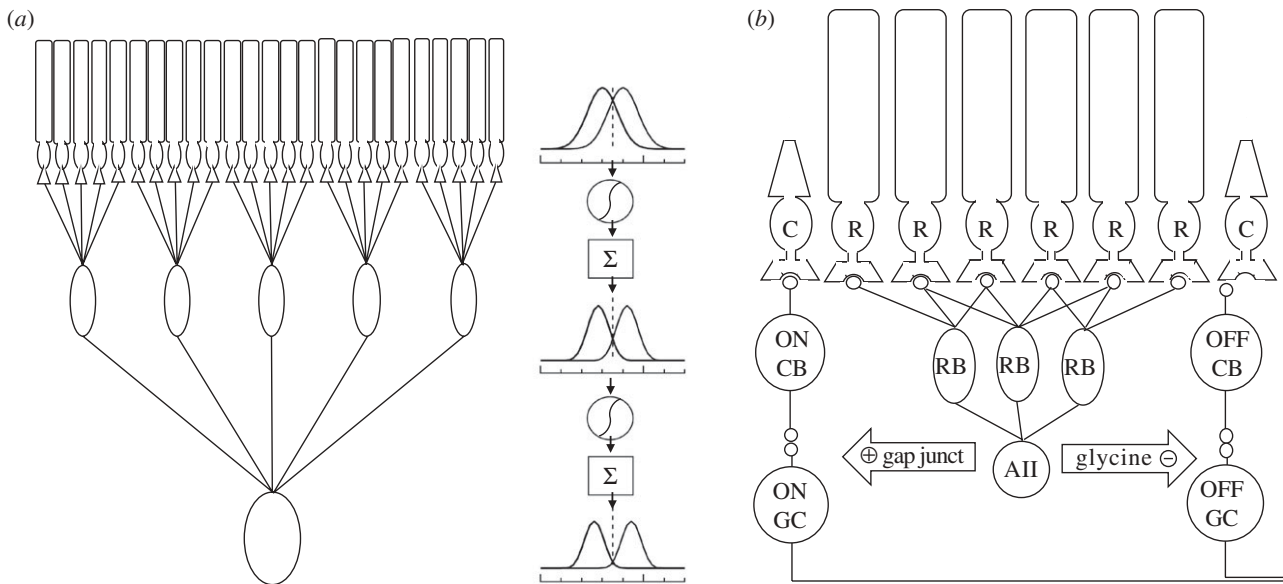 (a)
Σ
Σ
(b)
C R R R R R R C
ON CB
RB RB RB
OFF CB
⊕ gap junct
AII
glycine ⊖
ON GC
OFF GC